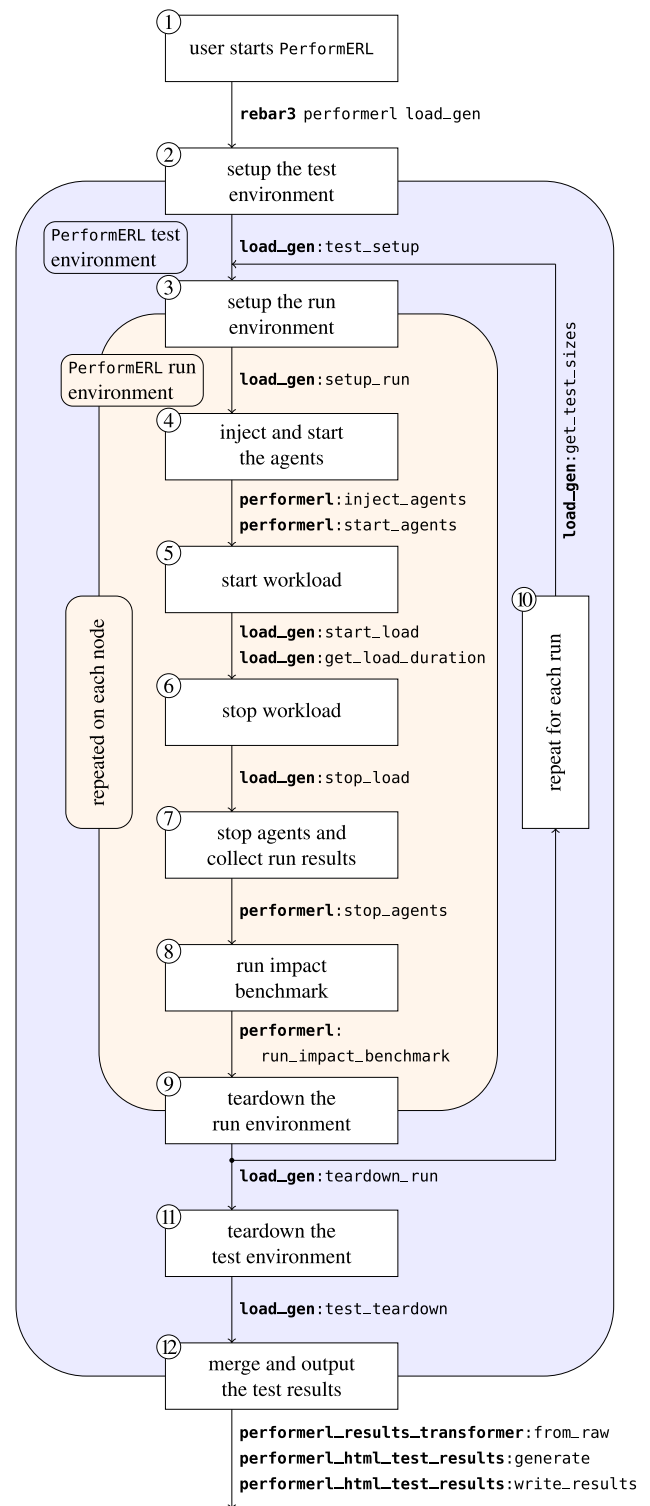 1
user starts PerformERL
rebar3 performerl load_gen
2
setup the test
environment
PerformERL test
environment
load_gen:test_setup
3
setup the run
environment
PerformERL run
environment
load_gen:setup_run
4
inject and start
the agents
performerl:inject_agents
performerl:start_agents
5
start workload
load_gen:start_load
load_gen:get_load_duration
6
stop workload
load_gen:stop_load
7
stop agents and
collect run results
performerl:stop_agents
8
run impact
benchmark
performerl:
run_impact_benchmark
9
teardown the
run environment
repeated on each node
load_gen:teardown_run
10
repeat for each run
load_gen:get_test_sizes
11
teardown the
test environment
load_gen:test_teardown
12
merge and output
the test results
performerl_results_transformer:from_raw
performerl_html_test_results:generate
performerl_html_test_results:write_results